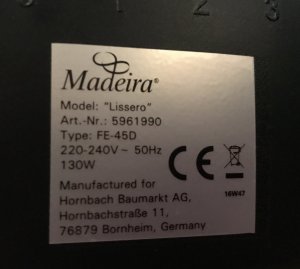 0 1 2 3
Madeira®
Model: "Lissero"
Art.-Nr.: 5961990
Type: FE-45D
220-240V ~ 50Hz
130W
CE
16W47
Manufactured for
Hornbach Baumarkt AG,
Hornbachstraße 11,
76879 Bornheim, Germany